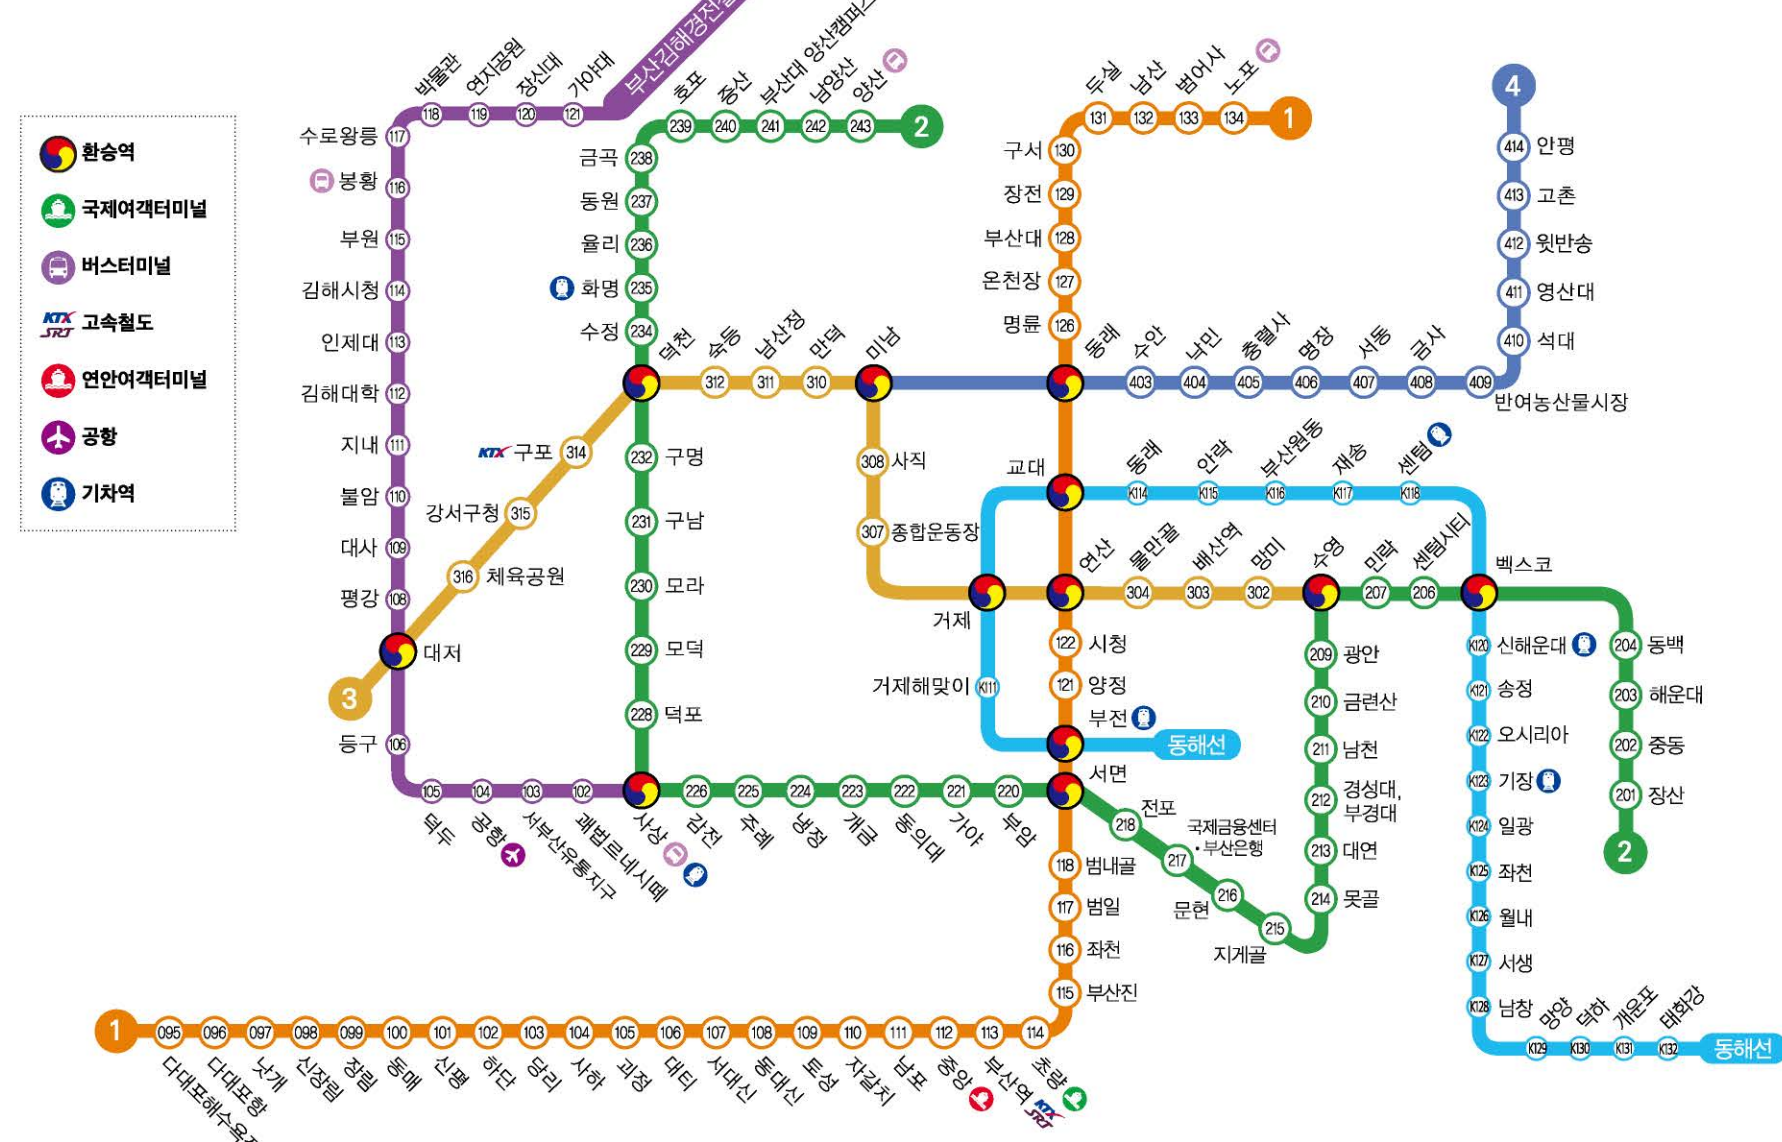 환승역
국제여객터미널
버스터미널
KTX
SRT
고속철도
연안여객터미널
공항
기차역
부산김해경전철
박물관
연지공원
장신대
가야대
118
119
120
121
수로왕릉 117
봉황 116
부원 115
김해시청 114
인제대 113
김해대학 112
지내 111
불암 110
대사 109
평강 108
대저
3
등구 106
105
104
103
102
덕두
공항
서부산유통지구
괘법르네시떼
사상
호포
증산
부산대 양산캠퍼스
남양산
양산
239
240
241
242
243
2
금곡 238
동원 237
율리 236
화명 235
수정 234
덕천
숙등
남산정
만덕
미남
312
311
310
KTX 구포 314
강서구청 315
316 체육공원
232 구명
231 구남
230 모라
229 모덕
228 덕포
226
225
224
223
222
221
220
감전
주례
냉정
개금
동의대
가야
부암
308 사직
307 종합운동장
거제
거제해맞이 K111
두실
남산
범어사
노포
131
132
133
134
1
구서 130
장전 129
부산대 128
온천장 127
명륜 126
동래
수안
낙민
충렬사
명장
서동
금사
403
404
405
406
407
408
409
반여농산물시장
4
414 안평
413 고촌
412 윗반송
411 영산대
410 석대
교대
동래
안락
부산원동
재송
센텀
K114
K115
K116
K117
K118
연산
물만골
배산역
망미
수영
민락
센텀시티
벡스코
304
303
302
207
206
122 시청
121 양정
부전
동해선
서면
218 전포
217
국제금융센터
·부산은행
216
문현
215
지게골
209 광안
210 금련산
211 남천
212 경성대,
부경대
213 대연
214 못골
K120 신해운대
K121 송정
K122 오시리아
K123 기장
K124 일광
K125 좌천
K126 월내
K127 서생
K128 남창
망양
덕하
개운포
태화강
K129
K130
K131
K132
동해선
204 동백
203 해운대
202 중동
201 장산
2
118 범내골
117 범일
116 좌천
115 부산진
1
095
096
097
098
099
100
101
102
103
104
105
106
107
108
109
110
111
112
113
114
다대포해수욕장
다대포항
낫개
신장림
장림
동매
신평
하단
당리
사하
괴정
대티
서대신
동대신
토성
자갈치
남포
중앙
부산역
KTX
SRT
초량